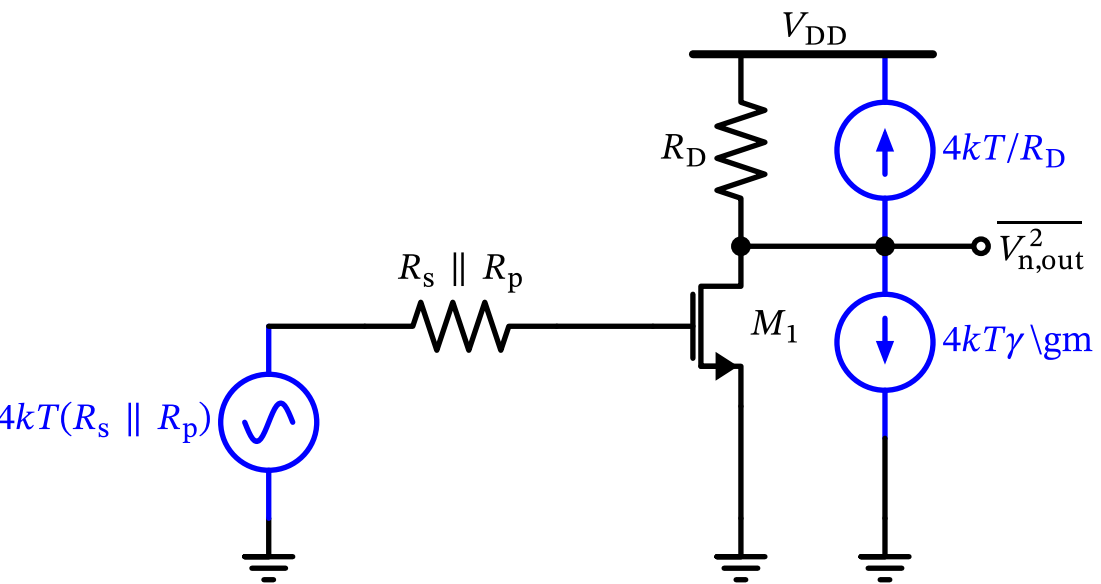 V_DD
R_D
4kT/R_D
V²_n,out
R_s ∥ R_p
M_1
4kTγ\gm
4kT(R_s ∥ R_p)